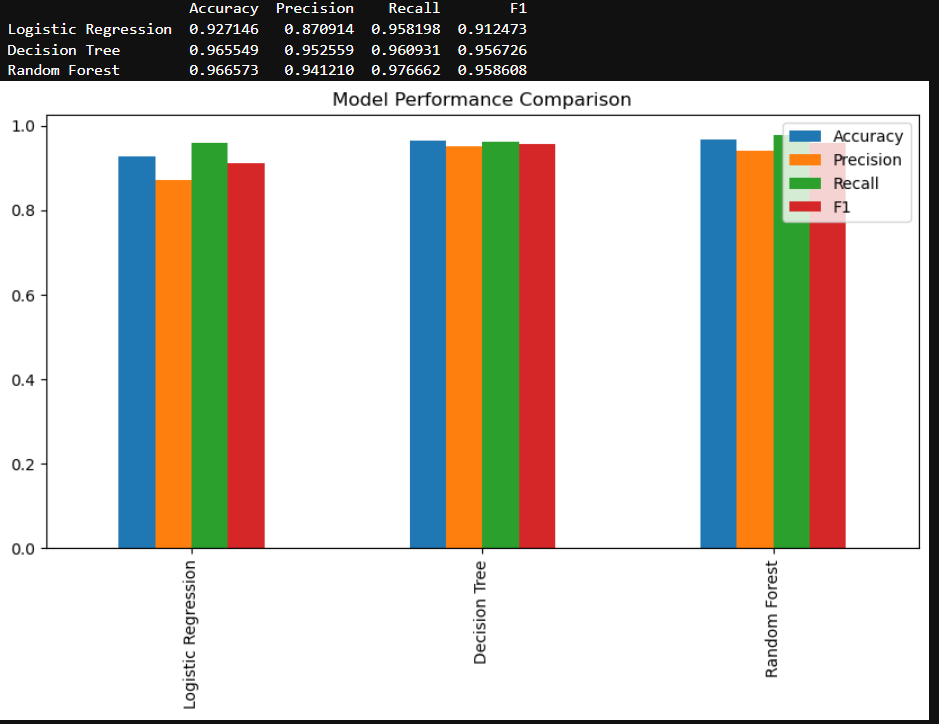 Accuracy Precision Recall F1
Logistic Regression 0.927146 0.870914 0.958198 0.912473
Decision Tree 0.965549 0.952559 0.960931 0.956726
Random Forest 0.966573 0.941210 0.976662 0.958608
Model Performance Comparison
1.0
0.8
0.6
0.4
0.2
0.0
Accuracy
Precision
Recall
F1
Logistic Regression
Decision Tree
Random Forest